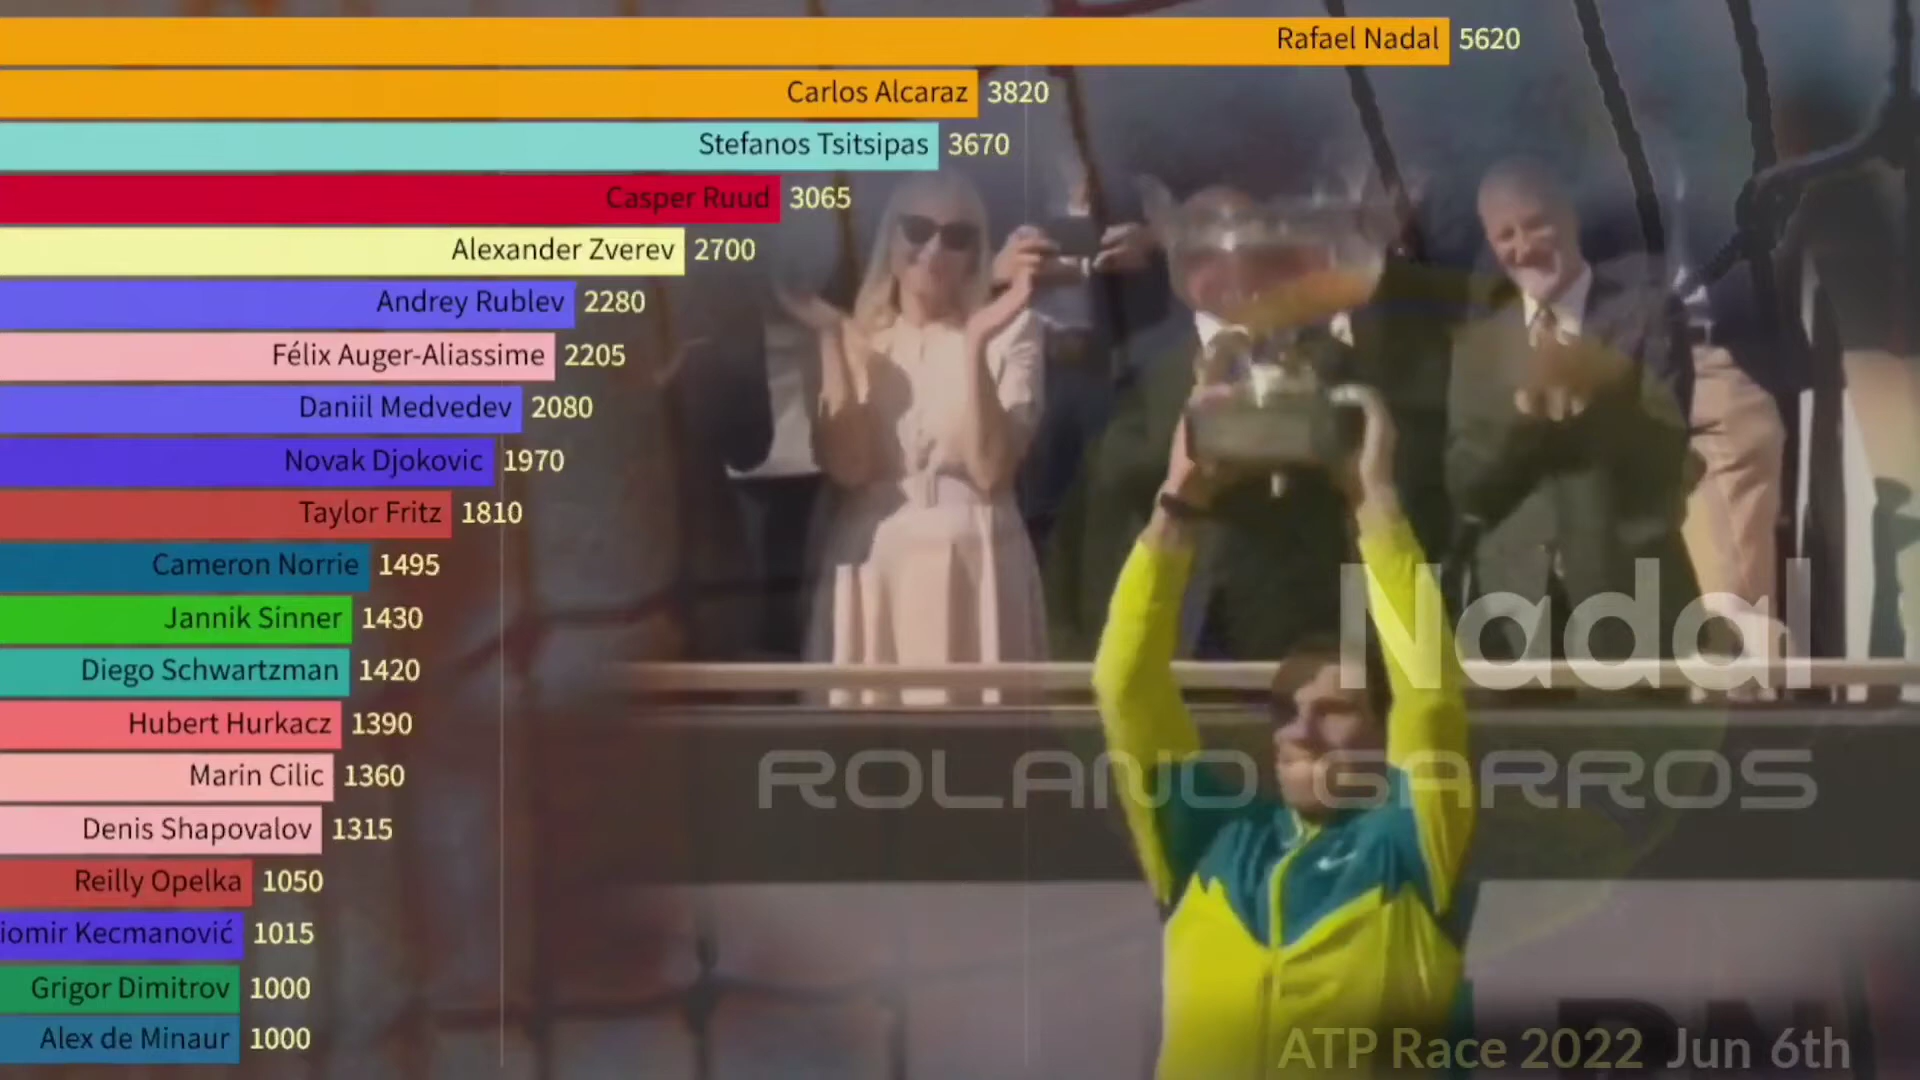 Rafael Nadal 5620
Carlos Alcaraz 3820
Stefanos Tsitsipas 3670
Casper Ruud 3065
Alexander Zverev 2700
Andrey Rublev 2280
Félix Auger-Aliassime 2205
Daniil Medvedev 2080
Novak Djokovic 1970
Taylor Fritz 1810
Cameron Norrie 1495
Jannik Sinner 1430
Diego Schwartzman 1420
Hubert Hurkacz 1390
Marin Cilic 1360
Denis Shapovalov 1315
Reilly Opelka 1050
iomir Kecmanović 1015
Grigor Dimitrov 1000
Alex de Minaur 1000
Nadal
ROLAND GARROS
ATP Race 2022 Jun 6th